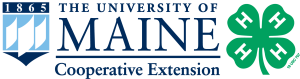 1865 THE UNIVERSITY OF
MAINE
Cooperative Extension
H H
H H